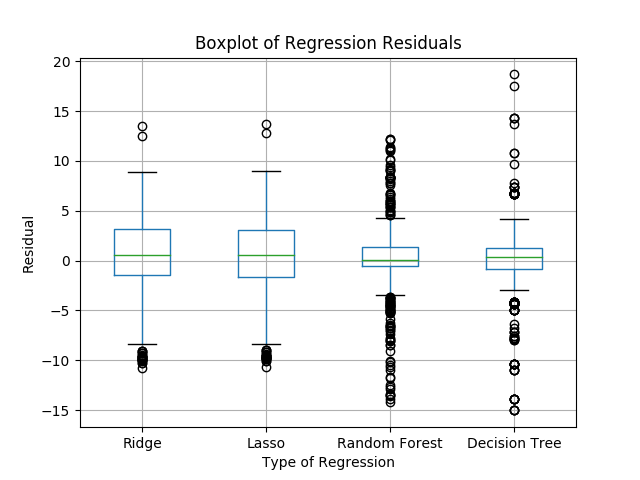 Boxplot of Regression Residuals
20
15
10
5
0
−5
−10
−15
Residual
Ridge Lasso Random Forest Decision Tree
Type of Regression